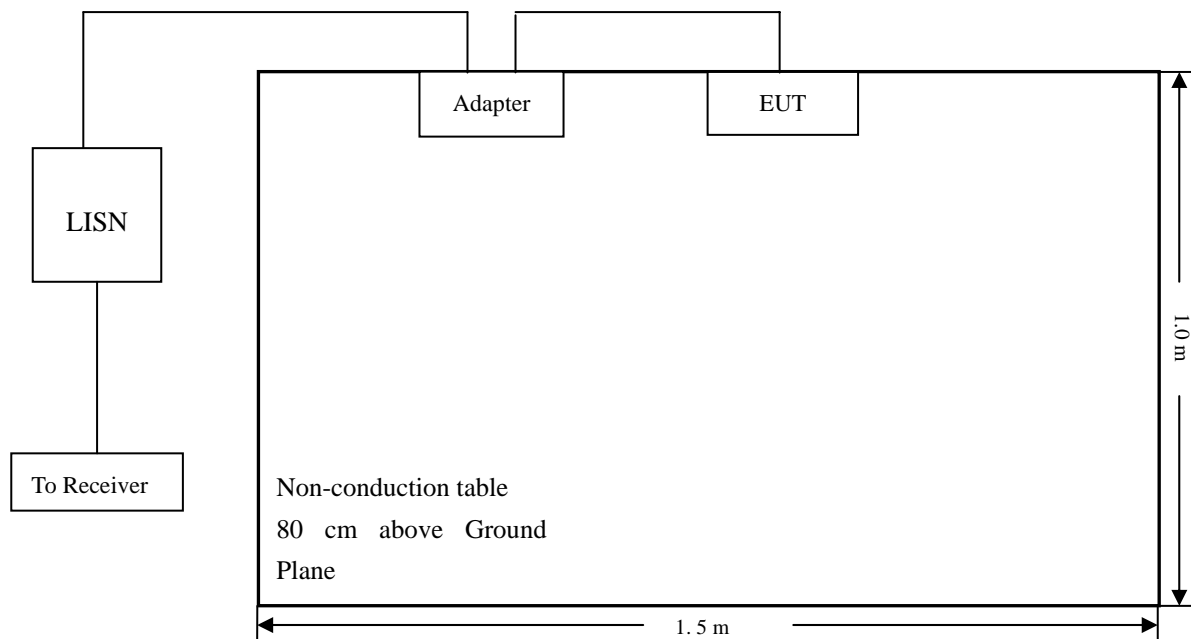 Adapter
EUT
LISN
To Receiver
Non-conduction table
80 cm above Ground
Plane
1.0 m
1. 5 m